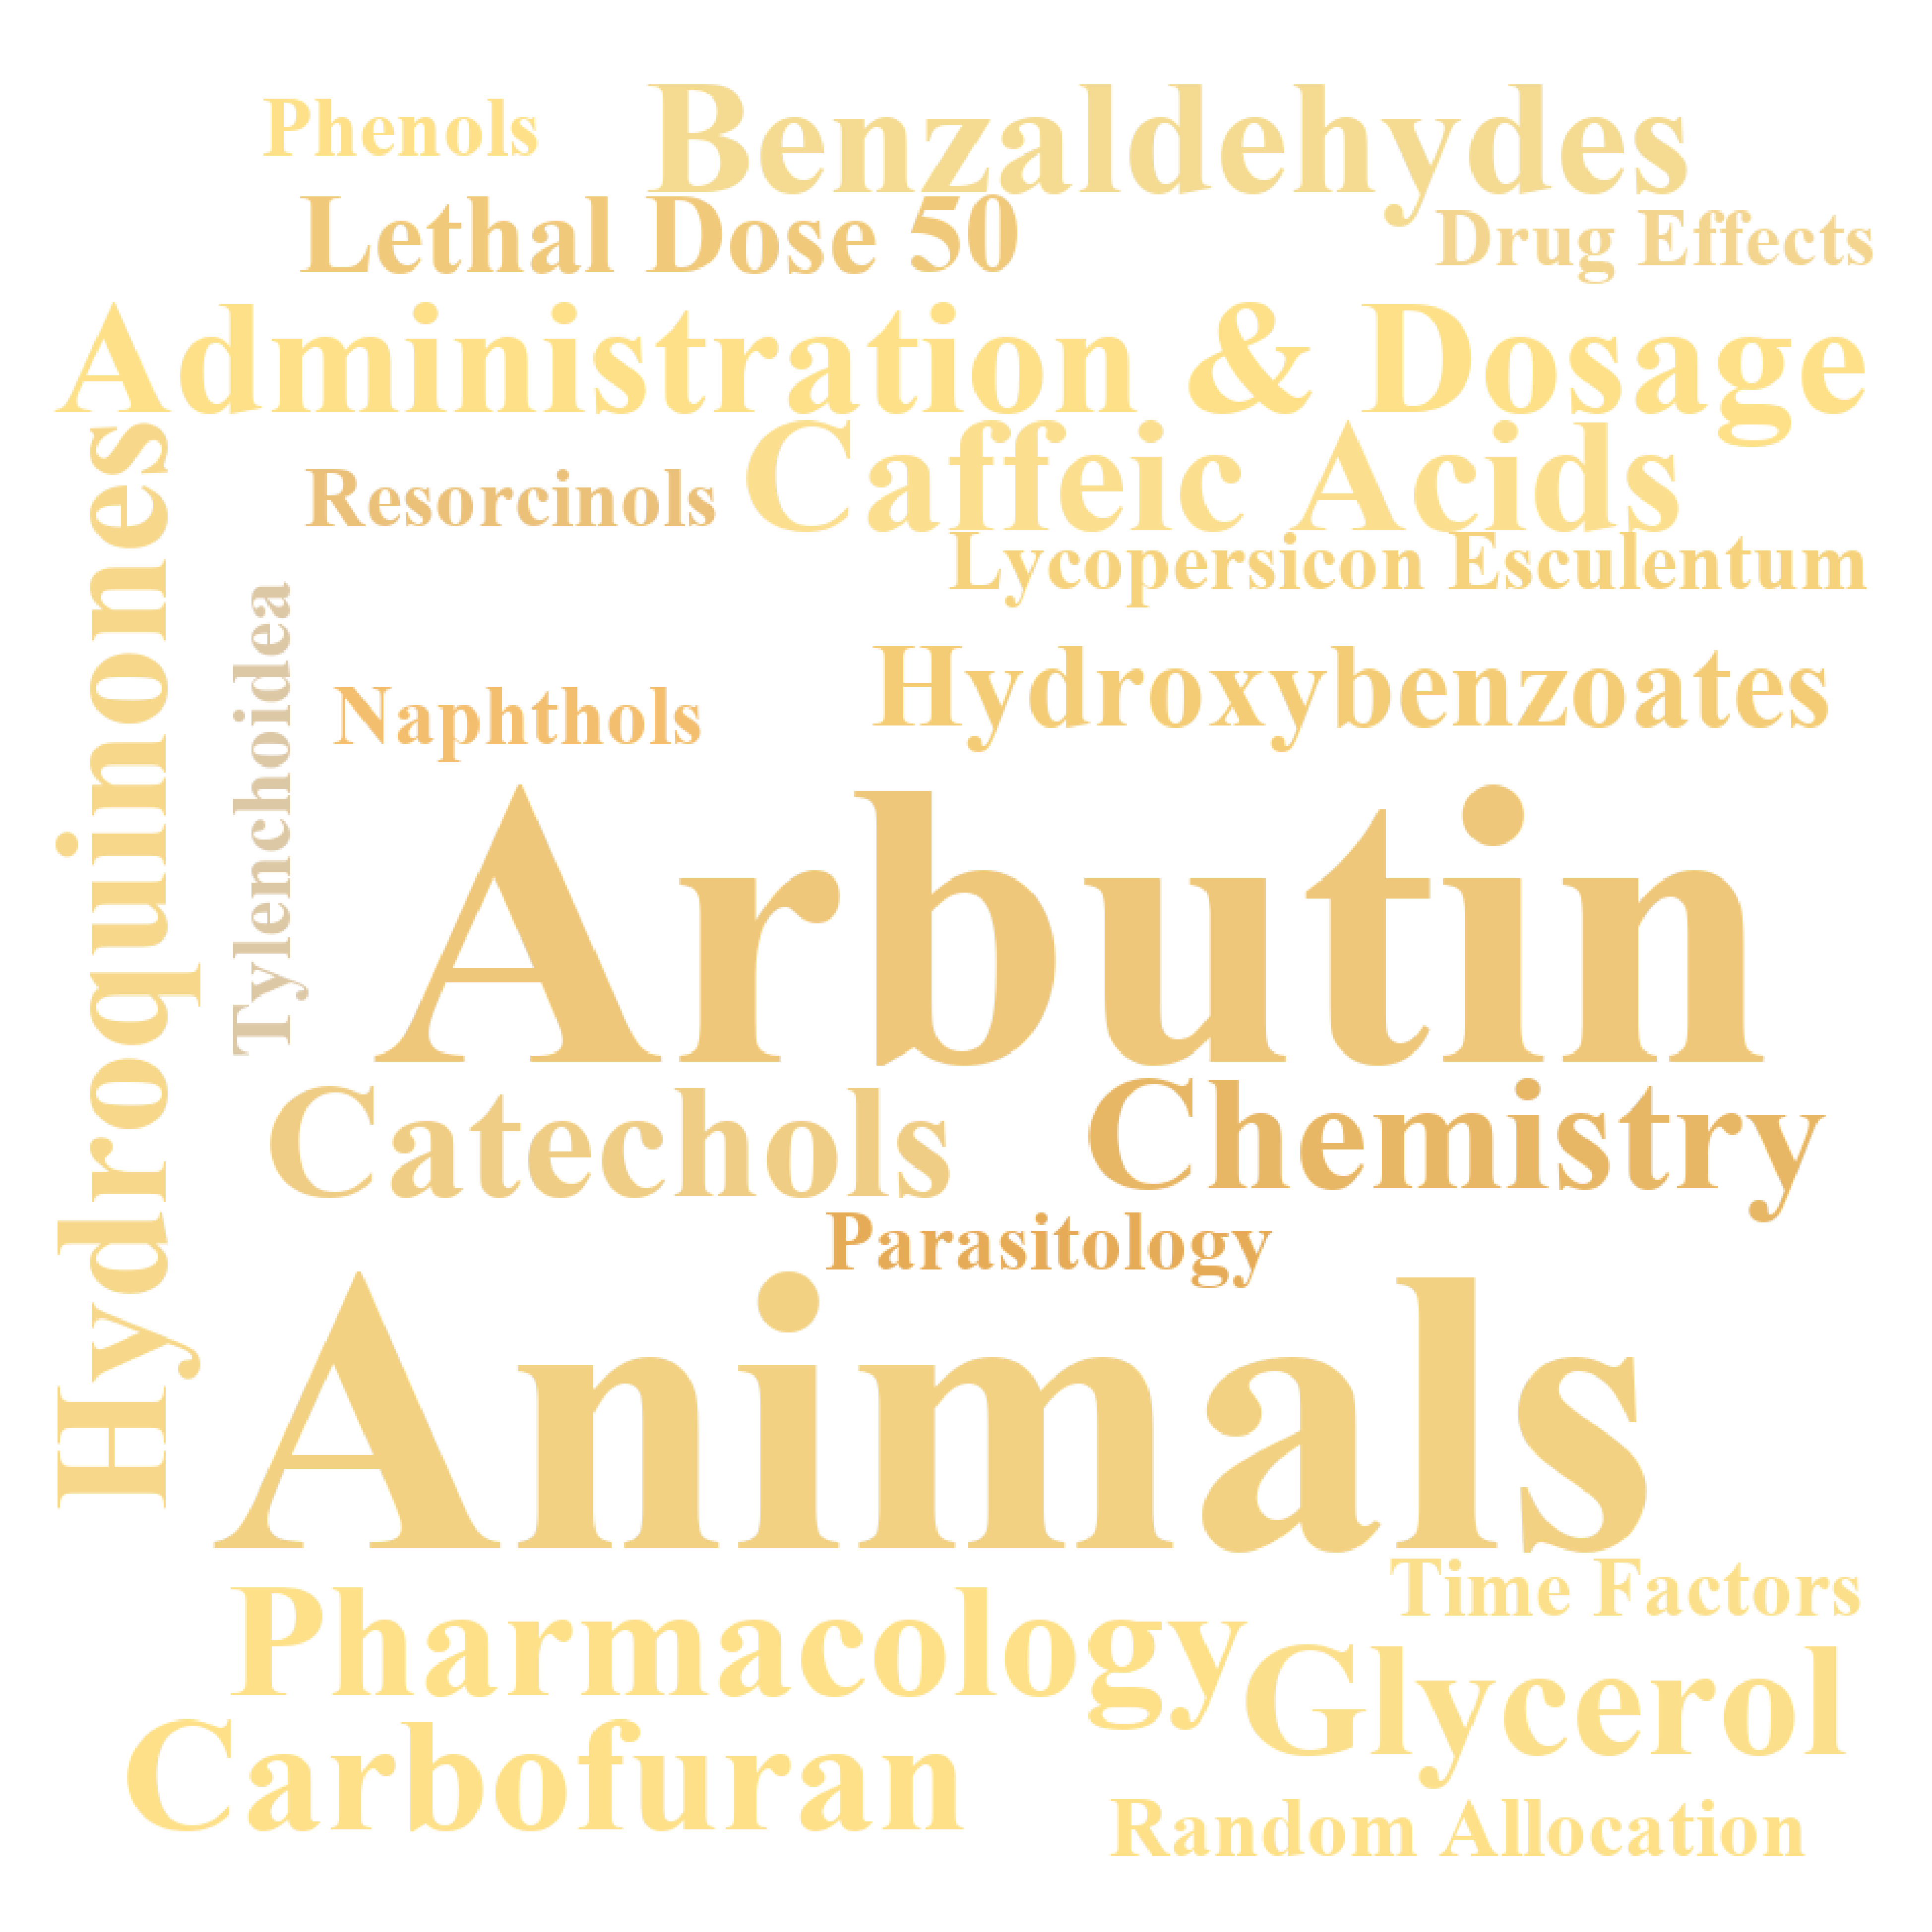 Phenols
Benzaldehydes
Lethal Dose 50
Drug Effects
Administration & Dosage
Hydroquinones
Resorcinols
Caffeic Acids
Lycopersicon Esculentum
Tylenchoidea
Naphthols
Hydroxybenzoates
Arbutin
Catechols
Chemistry
Parasitology
Animals
Time Factors
Pharmacology
Glycerol
Carbofuran
Random Allocation